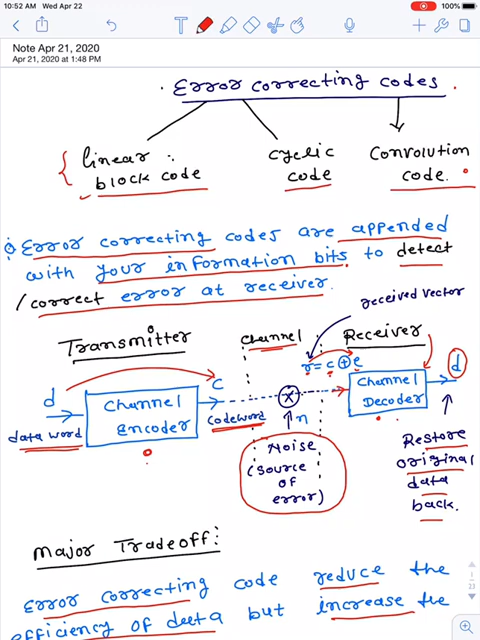 10:52 AM Wed Apr 22
100%
Note Apr 21, 2020
Apr 21, 2020 at 1:48 PM
Error correcting codes
linear block code
cyclic code
Convolution code.
Error correcting codes are appended
with your information bits to detect
/correct error at receiver.
received vector
Transmitter
Channel
Receiver
r = c ⊕ e
d
Channel Encoder
c
Channel Decoder
d
data word
codeword
n
Noise (source of error)
Restore original data back.
Major Tradeoff:
Error correcting code reduce the
efficiency of data but increase the